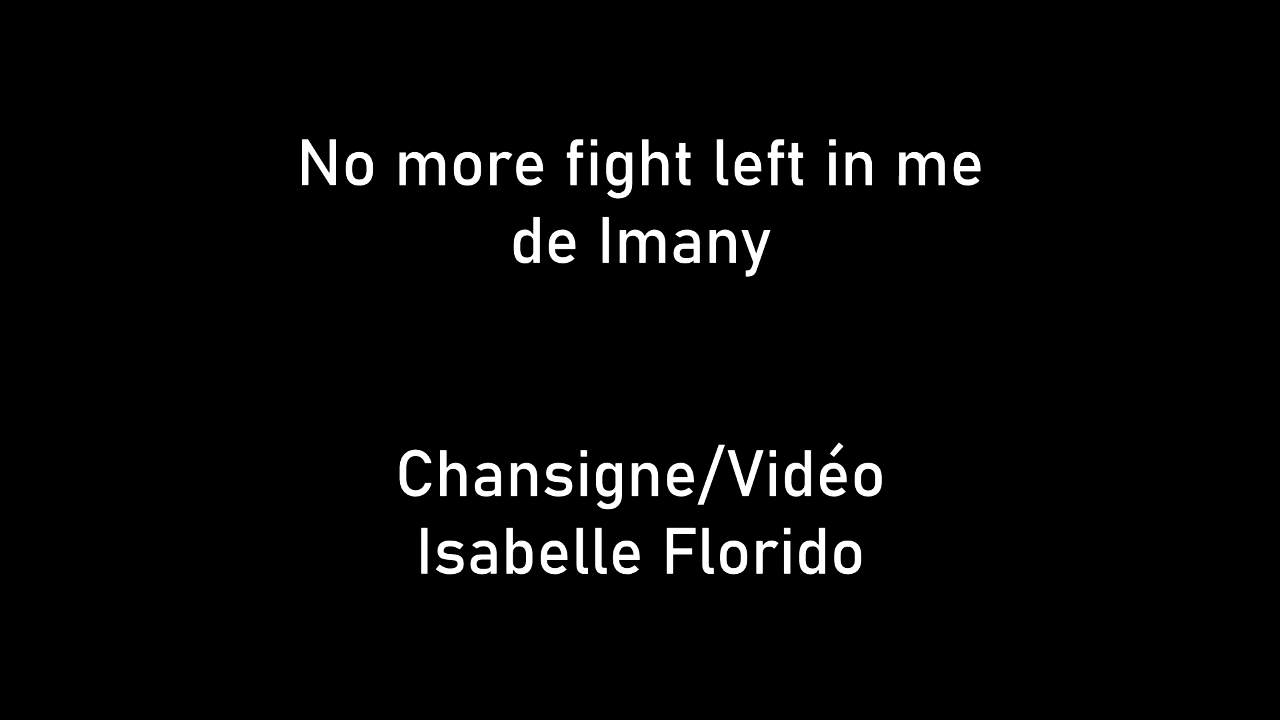 No more fight left in me
de Imany
Chansigne/Vidéo
Isabelle Florido